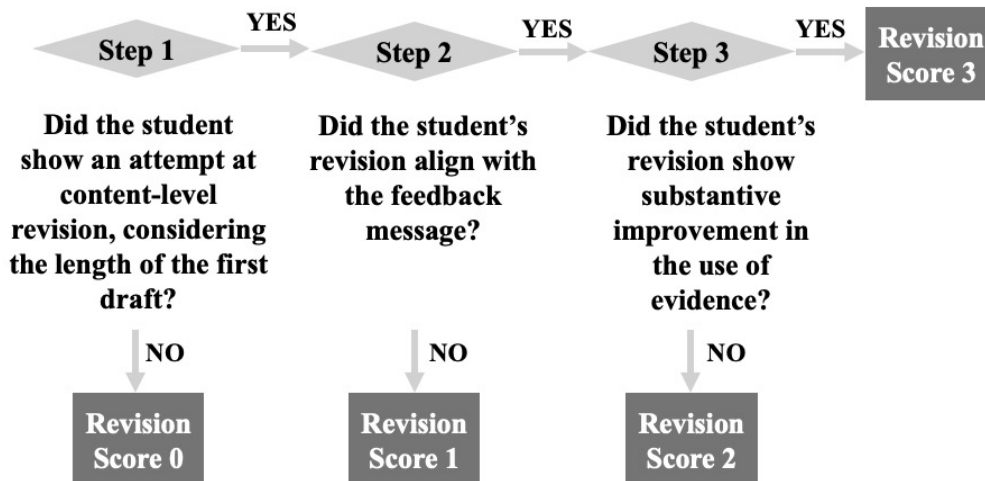 Step 1
YES
Step 2
YES
Step 3
YES
Revision
Score 3
Did the student
show an attempt at
content-level
revision, considering
the length of the first
draft?
Did the student’s
revision align with
the feedback
message?
Did the student’s
revision show
substantive
improvement in
the use of
evidence?
NO
NO
NO
Revision
Score 0
Revision
Score 1
Revision
Score 2